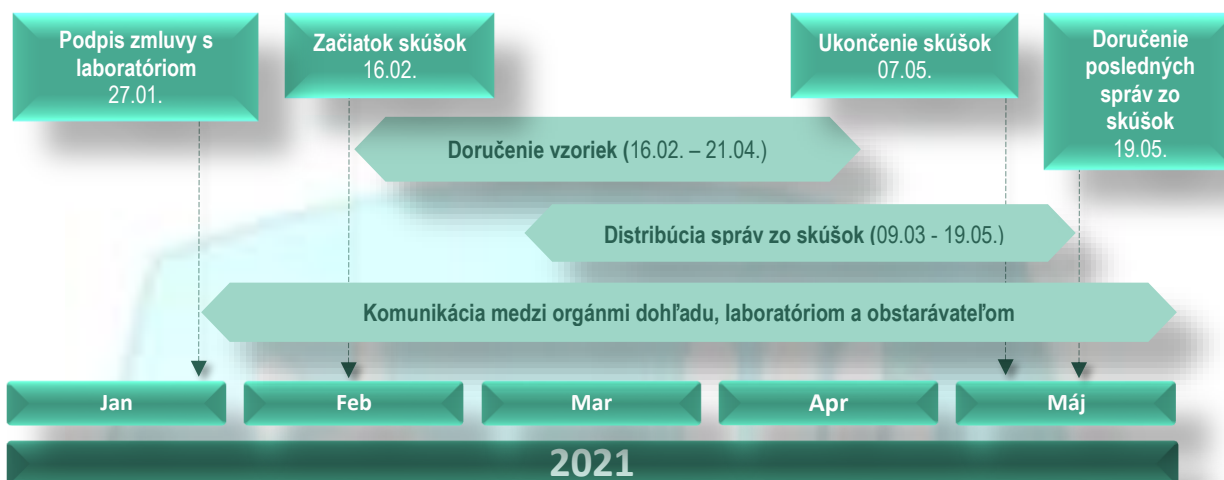 Podpis zmluvy s
laboratóriom
27.01.
Začiatok skúšok
16.02.
Ukončenie skúšok
07.05.
Doručenie
posledných
správ zo
skúšok
19.05.
Doručenie vzoriek (16.02. – 21.04.)
Distribúcia správ zo skúšok (09.03 - 19.05.)
Komunikácia medzi orgánmi dohľadu, laboratóriom a obstarávateľom
Jan
Feb
Mar
Apr
Máj
2021